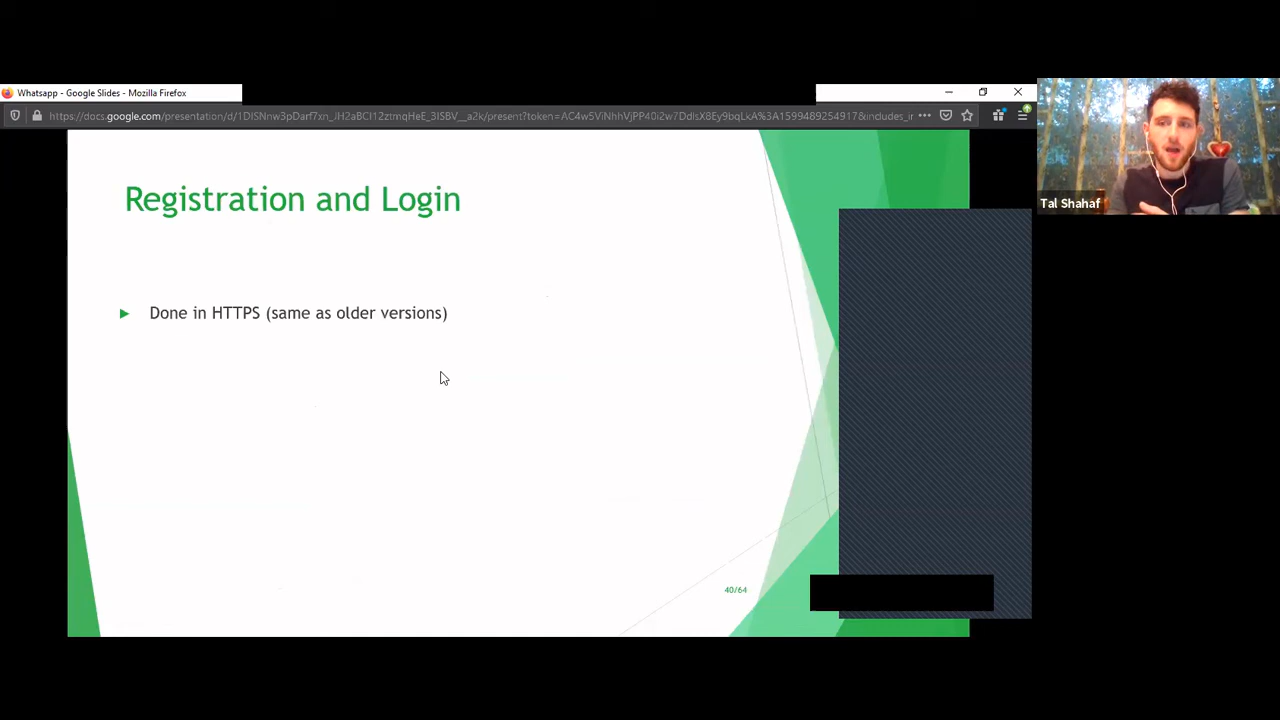 Whatsapp - Google Slides - Mozilla Firefox
Tal Shahaf
Registration and Login
Done in HTTPS (same as older versions)
40/64